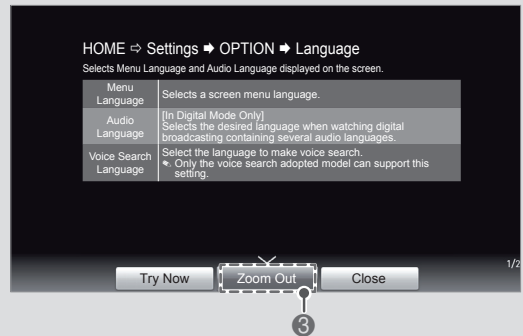 HOME ⇨ Settings ➡ OPTION ➡ Language
Selects Menu Language and Audio Language displayed on the screen.
Menu
Language
Selects a screen menu language.
Audio
Language
[In Digital Mode Only]
Selects the desired language when watching digital
broadcasting containing several audio languages.
Voice Search
Language
Select the language to make voice search.
Only the voice search adopted model can support this
setting.
1/2
Try Now
Zoom Out
Close
3